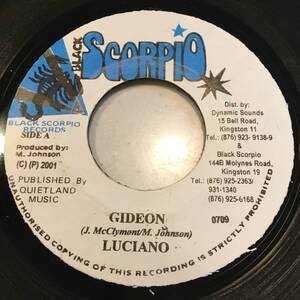 BLACK
SCORPIO
BLACK SCORPIO
RECORDS
SIDE A
Produced by:
M. Johnson
(C) (P) 2001
PUBLISHED BY
QUIETLAND
MUSIC
Dist. by:
Dynamic Sounds
15 Bell Road,
Kingston 11
Tel.: (876) 923- 9138-9
&
Black Scorpio
144B Molynes Road,
Kingston 19
Tel: (876) 925-2363/
931-1340
(876) 925-6168
GIDEON
(J. McClymont/M. Johnson)
LUCIANO
0709
UNAUTHORISED COPYING OF THIS RECORD IS STRICTLY PROHIBITED